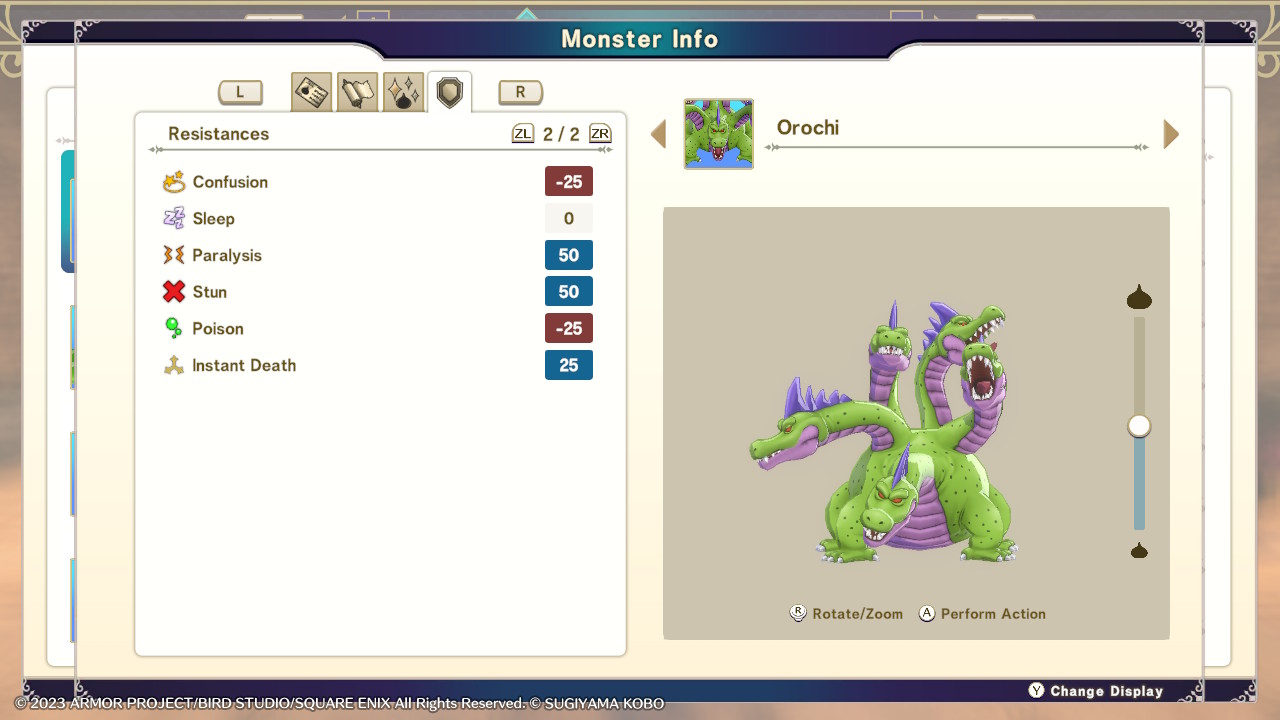 Monster Info
L
R
Resistances
ZL 2 / 2 ZR
Confusion -25
Sleep 0
Paralysis 50
Stun 50
Poison -25
Instant Death 25
Orochi
R Rotate/Zoom A Perform Action
Y Change Display
© 2023 ARMOR PROJECT/BIRD STUDIO/SQUARE ENIX All Rights Reserved. © SUGIYAMA KOBO